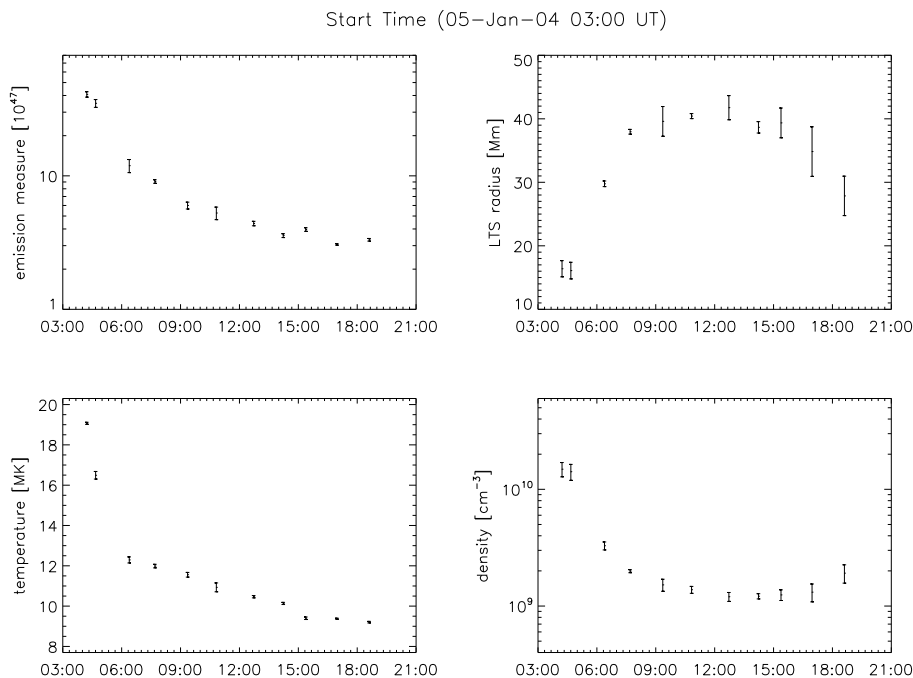 Start Time (05-Jan-04 03:00 UT)
emission measure [10^47]
10
1
03:00 06:00 09:00 12:00 15:00 18:00 21:00
LTS radius [Mm]
50
40
30
20
10
03:00 06:00 09:00 12:00 15:00 18:00 21:00
temperature [MK]
20
18
16
14
12
10
8
03:00 06:00 09:00 12:00 15:00 18:00 21:00
density [cm^-3]
10^10
10^9
03:00 06:00 09:00 12:00 15:00 18:00 21:00